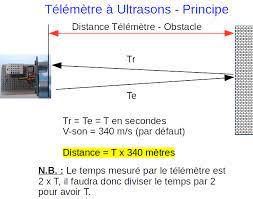 Télémètre à Ultrasons - Principe
Distance Télémètre - Obstacle
Tr
Te
Tr = Te = T en secondes
V-son = 340 m/s (par défaut)
Distance = T x 340 mètres
N.B. : Le temps mesuré par le télémètre est
2 x T, il faudra donc diviser le temps par 2
pour avoir T.